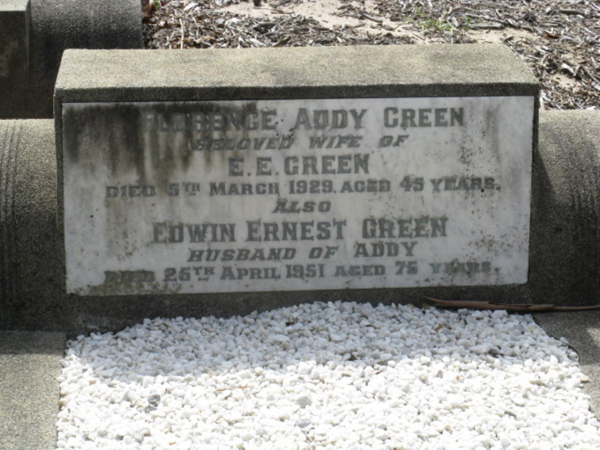 FLORENCE ADDY GREEN
BELOVED WIFE OF
E.E. GREEN
DIED 5TH MARCH 1929. AGED 45 YEARS.
ALSO
EDWIN ERNEST GREEN
HUSBAND OF ADDY
DIED 25TH APRIL 1951 AGED 75 YEARS.